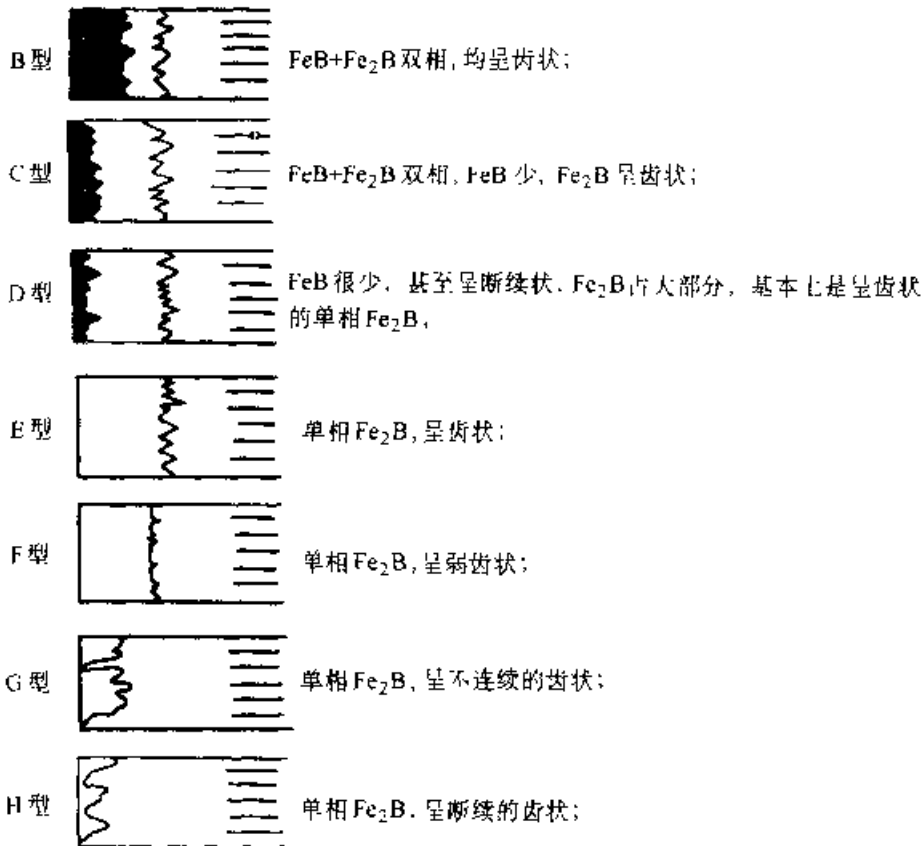 B型 FeB+Fe₂B双相，均呈齿状；
C型 FeB+Fe₂B双相，FeB少，Fe₂B呈齿状；
D型 FeB很少，甚至呈断续状、Fe₂B占大部分，基本上是呈齿状
的单相Fe₂B，
E型 单相Fe₂B，呈齿状；
F型 单相Fe₂B，呈弱齿状；
G型 单相Fe₂B，呈不连续的齿状；
H型 单相Fe₂B．呈断续的齿状；